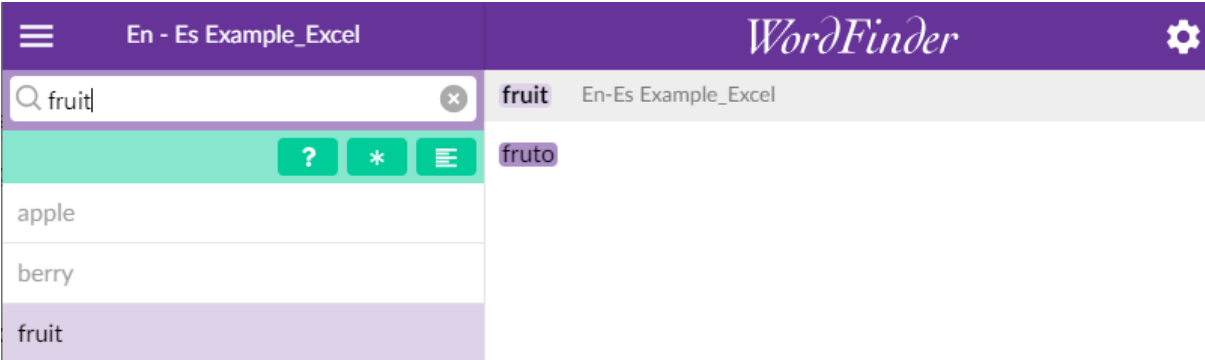 En - Es Example_Excel
WordFinder
fruit
? *
apple
berry
fruit
fruit En-Es Example_Excel
fruto